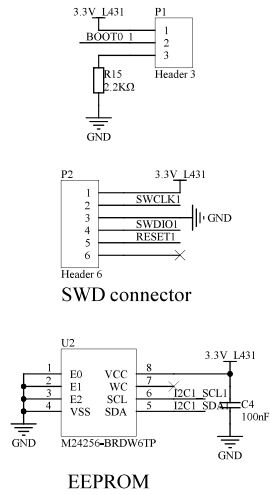 3.3V_L431 P1
1
BOOT0_1 2
3
R15
2.2KΩ
Header 3
P2 3.3V_L431
1
SWCLK1
2
3
GND
SWDIO1
4
RESET1
5
6
Header 6
SWD connector
U2
3.3V_L431
1 E0 VCC 8
2 E1 WC 7
3 E2 SCL 6 I2C1_SCL1
4 VSS SDA 5 I2C1_SDA1
C4
100nF
GND
M24256-BRDW6TP
GND
EEPROM